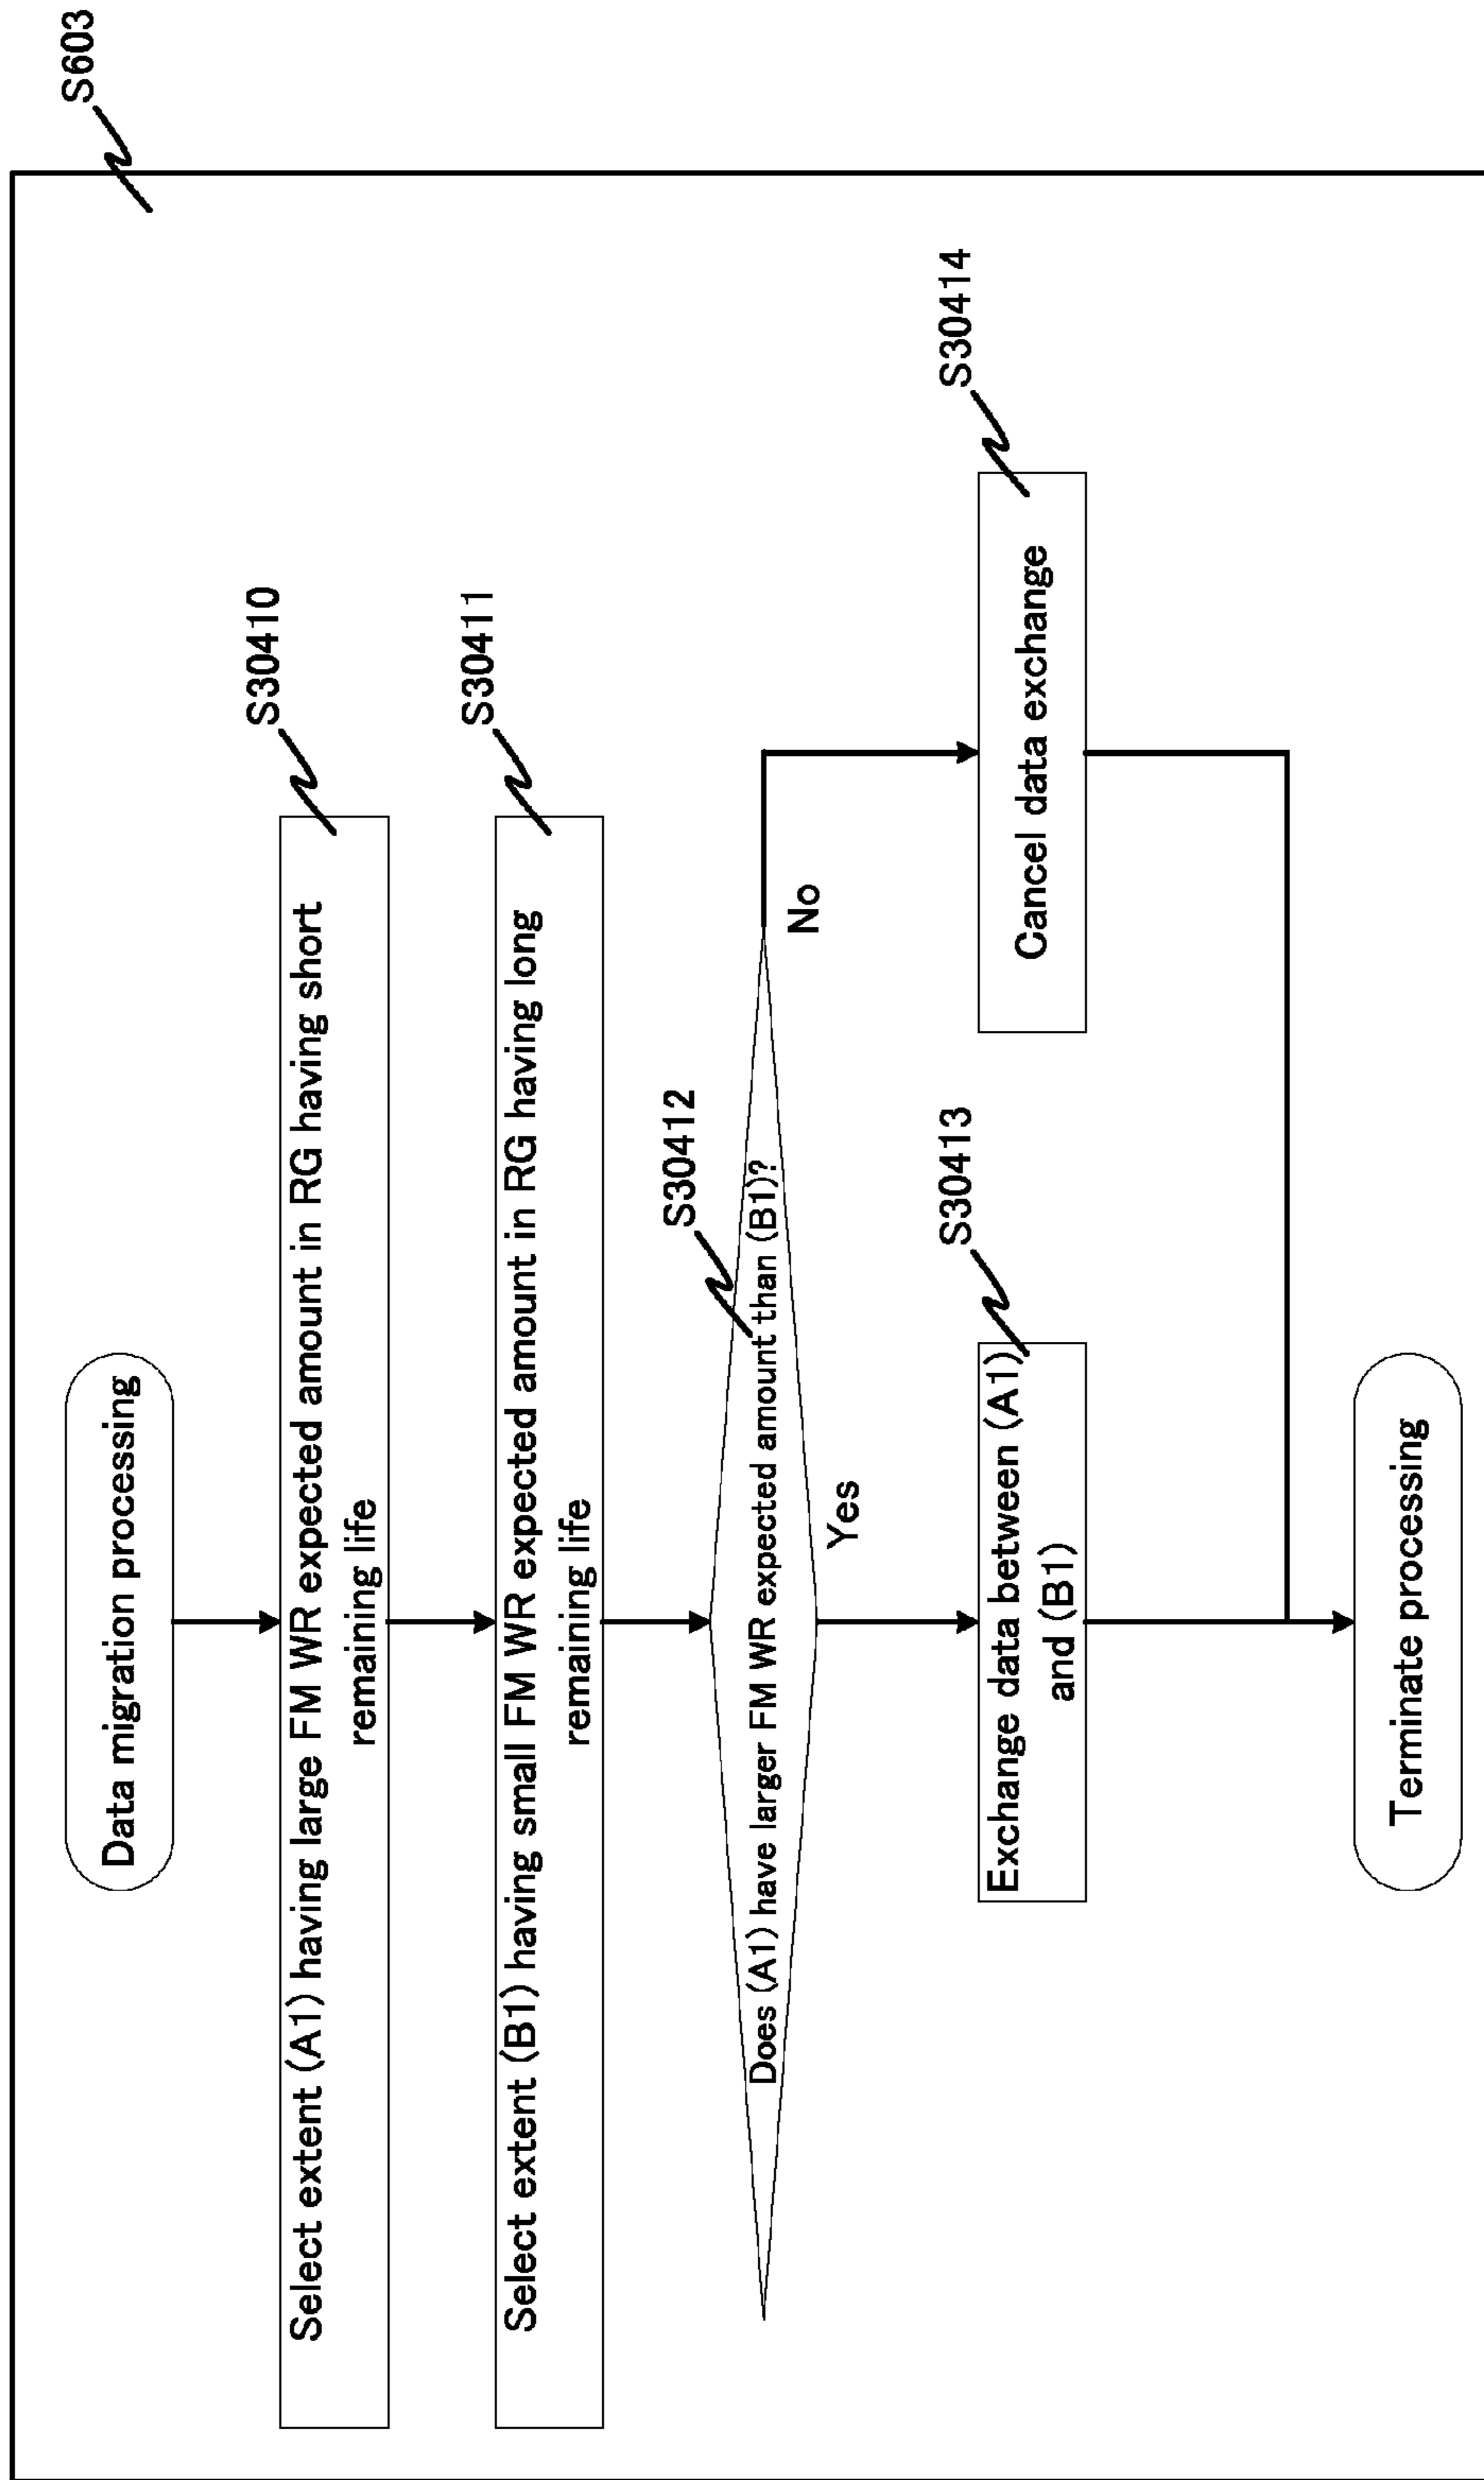 S603
Data migration processing
S30410
Select extent (A1) having large FM WR expected amount in RG having short
remaining life
S30411
Select extent (B1) having small FM WR expected amount in RG having long
remaining life
S30412
Does (A1) have larger FM WR expected amount than (B1)?
No
Yes
S30413
Exchange data between (A1)
and (B1)
S30414
Cancel data exchange
Terminate processing